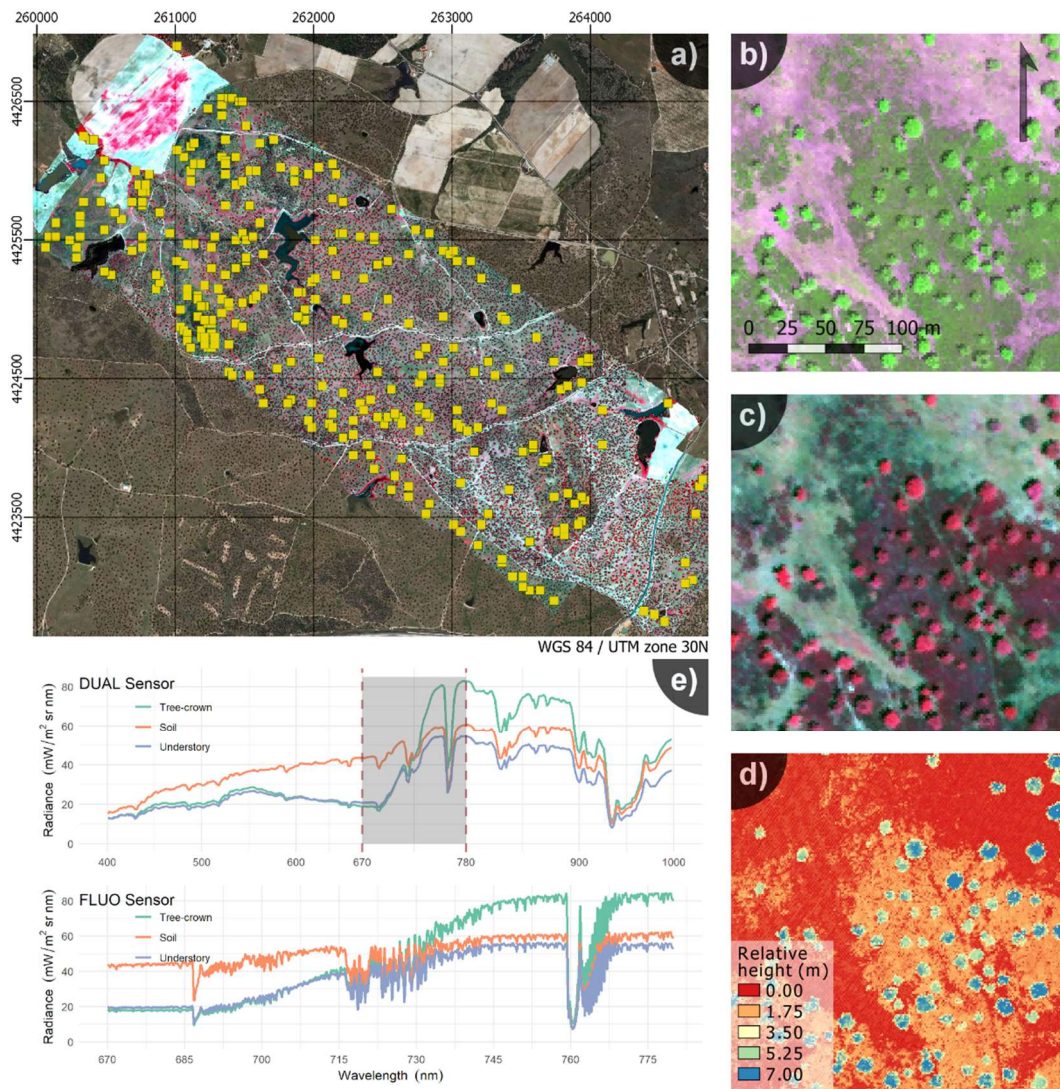 260000 261000 262000 263000 264000
a)
4426500
4425500
4424500
4423500
WGS 84 / UTM zone 30N
b)
0 25 50 75 100 m
c)
d)
Relative
height (m)
0.00
1.75
3.50
5.25
7.00
e)
DUAL Sensor
Tree-crown
Soil
Understory
Radiance (mW/m² sr nm)
80
60
40
20
0
400 500 600 670 780 900 1000
FLUO Sensor
Tree-crown
Soil
Understory
Radiance (mW/m² sr nm)
80
60
40
20
0
670 685 700 715 730 745 760 775
Wavelength (nm)